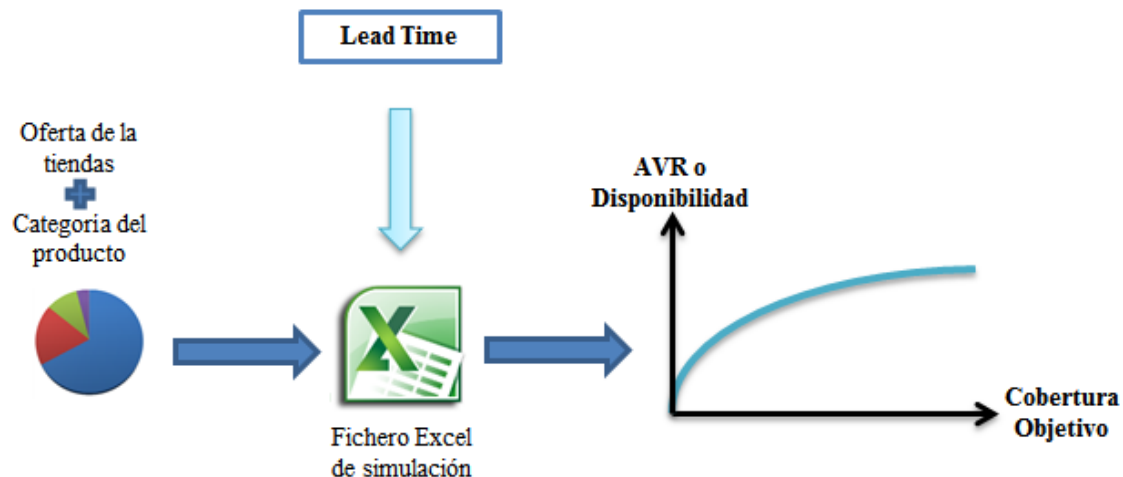 Lead Time
Oferta de la
tiendas
Categoria del
producto
Fichero Excel
de simulación
AVR o
Disponibilidad
Cobertura
Objetivo